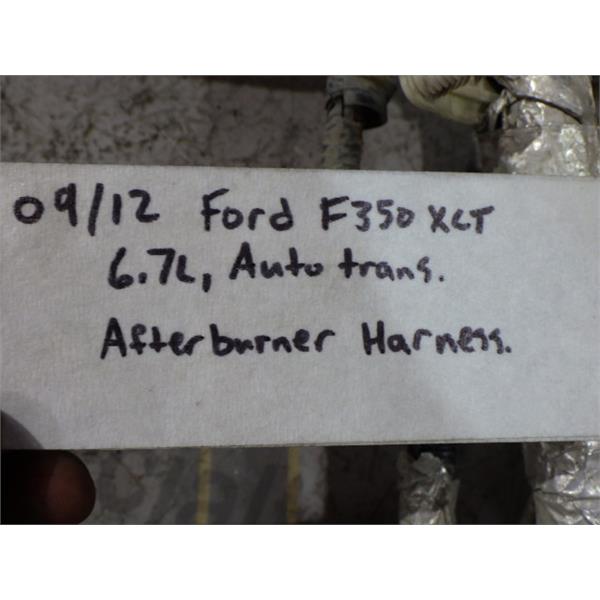 09/12 Ford F350 XLT
6.7L, Auto trans.
Afterburner Harness.